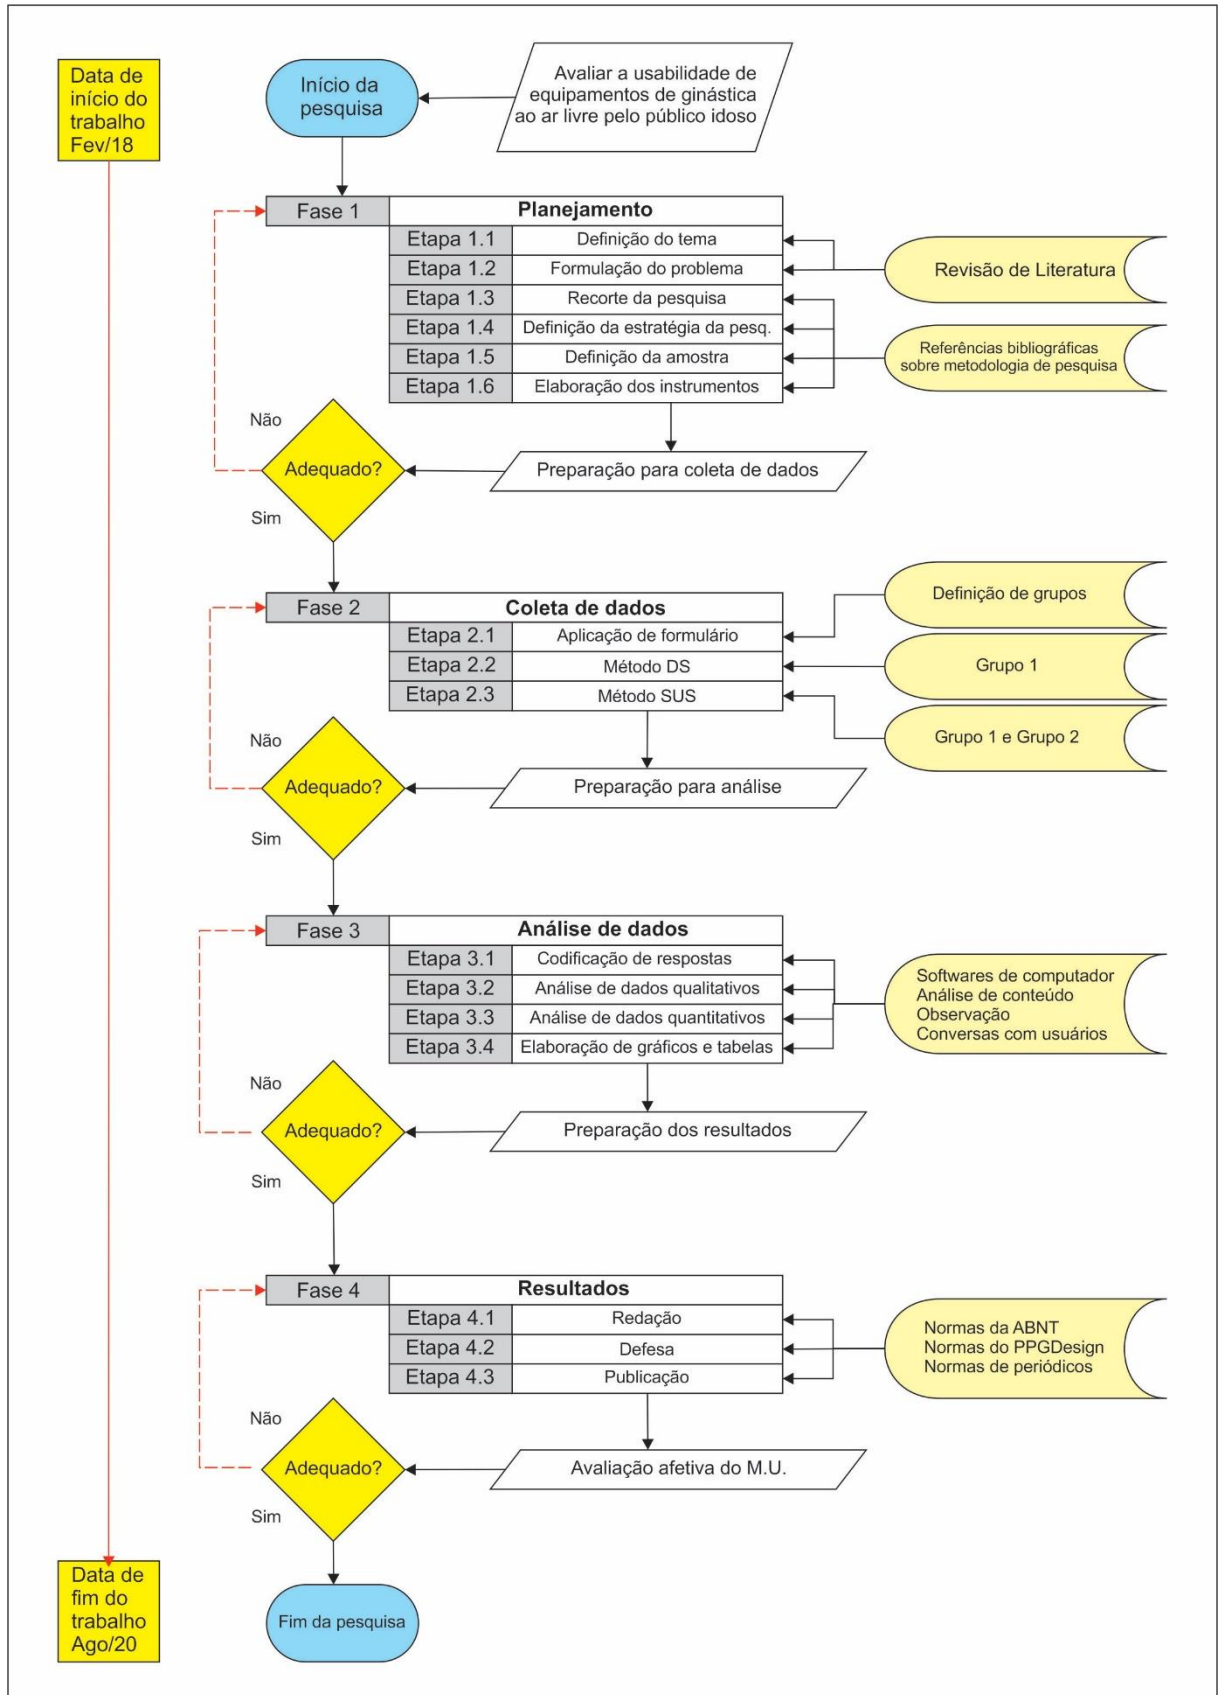 Data de
início do
trabalho
Fev/18
Início da
pesquisa
Avaliar a usabilidade de
equipamentos de ginástica
ao ar livre pelo público idoso
Fase 1
Planejamento
Etapa 1.1
Definição do tema
Etapa 1.2
Formulação do problema
Etapa 1.3
Recorte da pesquisa
Etapa 1.4
Definição da estratégia da pesq.
Etapa 1.5
Definição da amostra
Etapa 1.6
Elaboração dos instrumentos
Revisão de Literatura
Referências bibliográficas
sobre metodologia de pesquisa
Não
Adequado?
Sim
Preparação para coleta de dados
Fase 2
Coleta de dados
Etapa 2.1
Aplicação de formulário
Etapa 2.2
Método DS
Etapa 2.3
Método SUS
Definição de grupos
Grupo 1
Grupo 1 e Grupo 2
Não
Adequado?
Sim
Preparação para análise
Fase 3
Análise de dados
Etapa 3.1
Codificação de respostas
Etapa 3.2
Análise de dados qualitativos
Etapa 3.3
Análise de dados quantitativos
Etapa 3.4
Elaboração de gráficos e tabelas
Softwares de computador
Análise de conteúdo
Observação
Conversas com usuários
Não
Adequado?
Sim
Preparação dos resultados
Fase 4
Resultados
Etapa 4.1
Redação
Etapa 4.2
Defesa
Etapa 4.3
Publicação
Normas da ABNT
Normas do PPGDesign
Normas de periódicos
Não
Adequado?
Sim
Avaliação afetiva do M.U.
Data de
fim do
trabalho
Ago/20
Fim da pesquisa